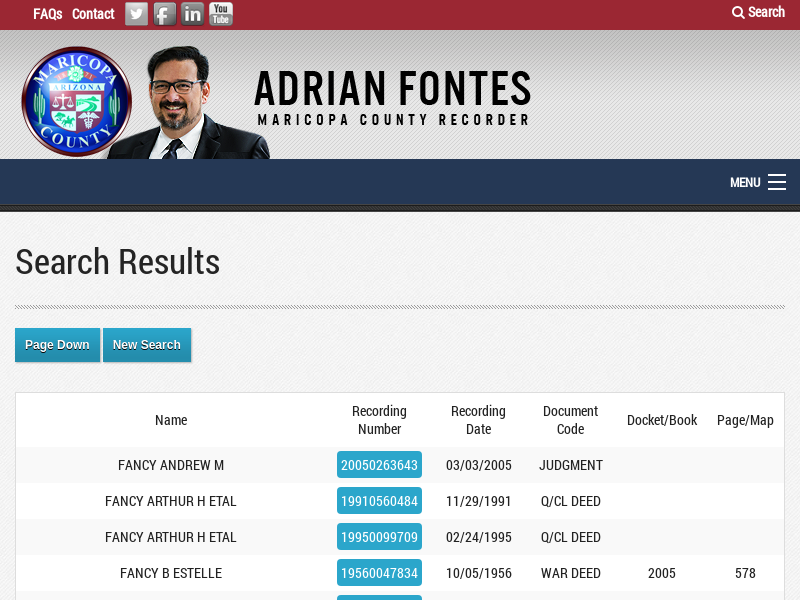 FAQs Contact You Tube Search
MARICOPA
ARIZONA
COUNTY
ADRIAN FONTES
MARICOPA COUNTY RECORDER
MENU
Search Results
Page Down New Search
Name Recording Number Recording Date Document Code Docket/Book Page/Map
FANCY ANDREW M 20050263643 03/03/2005 JUDGMENT
FANCY ARTHUR H ETAL 19910560484 11/29/1991 Q/CL DEED
FANCY ARTHUR H ETAL 19950099709 02/24/1995 Q/CL DEED
FANCY B ESTELLE 19560047834 10/05/1956 WAR DEED 2005 578